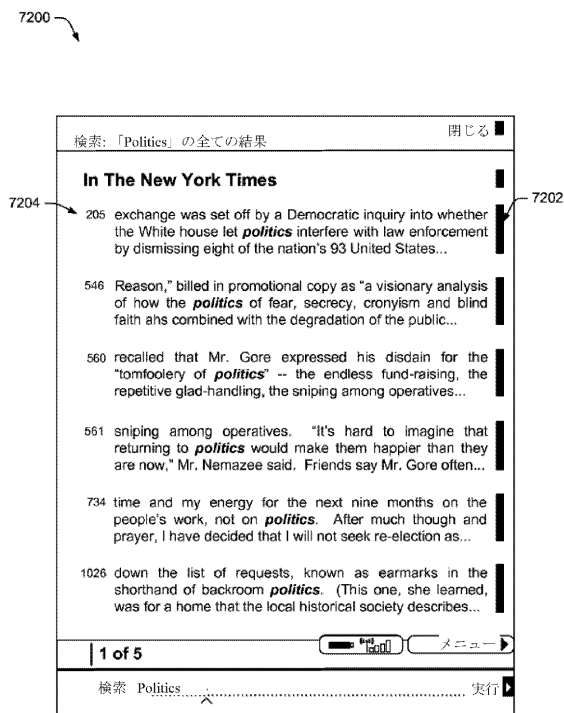 7200
検索: 「Politics」の全ての結果
閉じる
In The New York Times
7204
7202
205 exchange was set off by a Democratic inquiry into whether
the White house let politics interfere with law enforcement
by dismissing eight of the nation's 93 United States...
546 Reason," billed in promotional copy as "a visionary analysis
of how the politics of fear, secrecy, cronyism and blind
faith ahs combined with the degradation of the public...
560 recalled that Mr. Gore expressed his disdain for the
"tomfoolery of politics" -- the endless fund-raising, the
repetitive glad-handling, the sniping among operatives...
561 sniping among operatives. "It's hard to imagine that
returning to politics would make them happier than they
are now," Mr. Nemazee said. Friends say Mr. Gore often...
734 time and my energy for the next nine months on the
people's work, not on politics. After much though and
prayer, I have decided that I will not seek re-election as...
1026 down the list of requests, known as earmarks in the
shorthand of backroom politics. (This one, she learned,
was for a home that the local historical society describes...
1 of 5
メニュー
検索 Politics
実行